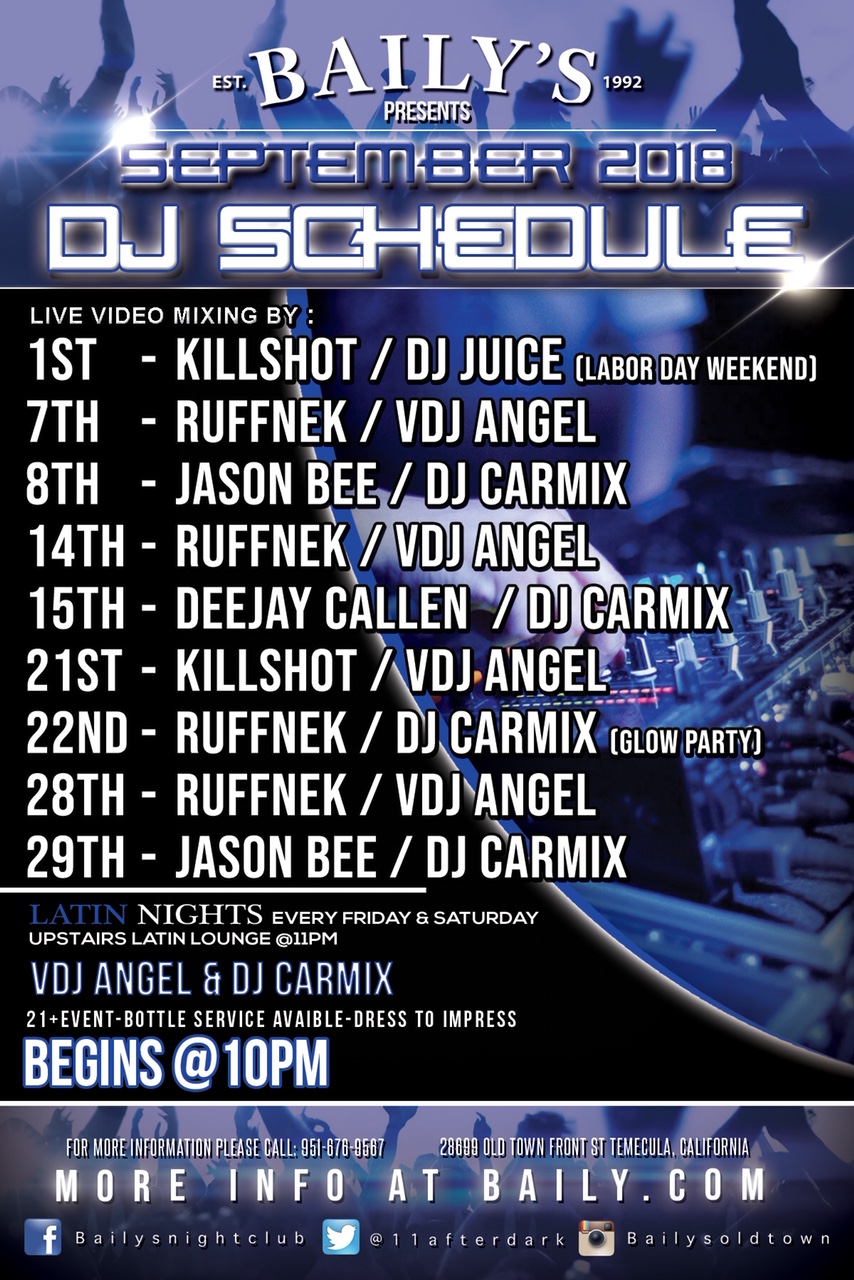 EST. BAILY'S 1992
PRESENTS
SEPTEMBER 2018
DJ SCHEDULE
LIVE VIDEO MIXING BY :
1ST - KILLSHOT / DJ JUICE (LABOR DAY WEEKEND)
7TH - RUFFNEK / VDJ ANGEL
8TH - JASON BEE / DJ CARMIX
14TH - RUFFNEK / VDJ ANGEL
15TH - DEEJAY CALLEN / DJ CARMIX
21ST - KILLSHOT / VDJ ANGEL
22ND - RUFFNEK / DJ CARMIX (GLOW PARTY)
28TH - RUFFNEK / VDJ ANGEL
29TH - JASON BEE / DJ CARMIX
LATIN NIGHTS EVERY FRIDAY & SATURDAY
UPSTAIRS LATIN LOUNGE @11PM
VDJ ANGEL & DJ CARMIX
21+EVENT-BOTTLE SERVICE AVAIBLE-DRESS TO IMPRESS
BEGINS @10PM
FOR MORE INFORMATION PLEASE CALL: 951-676-9567 28699 OLD TOWN FRONT ST TEMECULA, CALIFORNIA
MORE INFO AT BAILY.COM
Bailysnightclub @11afterdark Bailysoldtown